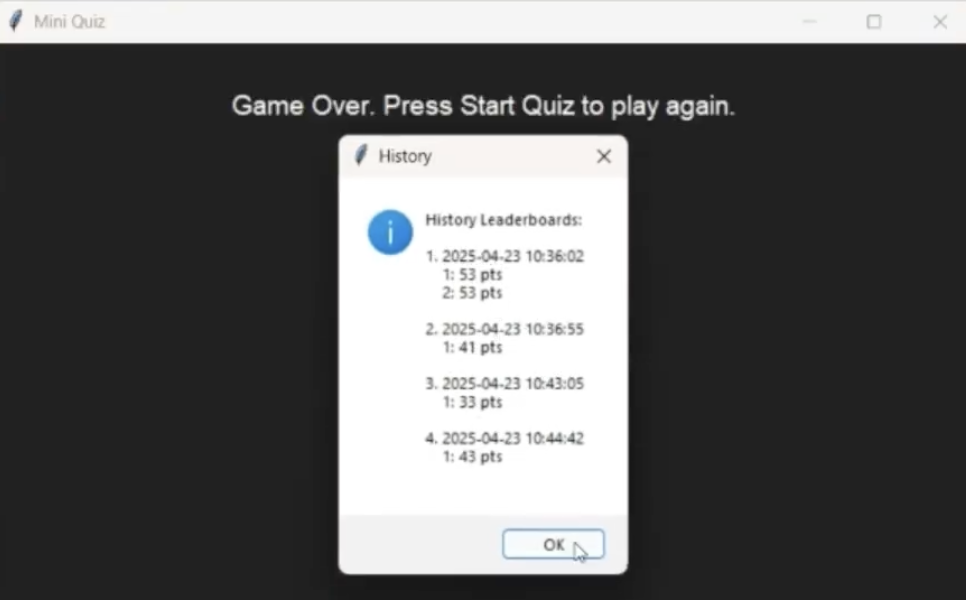 Mini Quiz
Game Over. Press Start Quiz to play again.
History
History Leaderboards:
1. 2025-04-23 10:36:02
1: 53 pts
2: 53 pts
2. 2025-04-23 10:36:55
1: 41 pts
3. 2025-04-23 10:43:05
1: 33 pts
4. 2025-04-23 10:44:42
1: 43 pts
OK